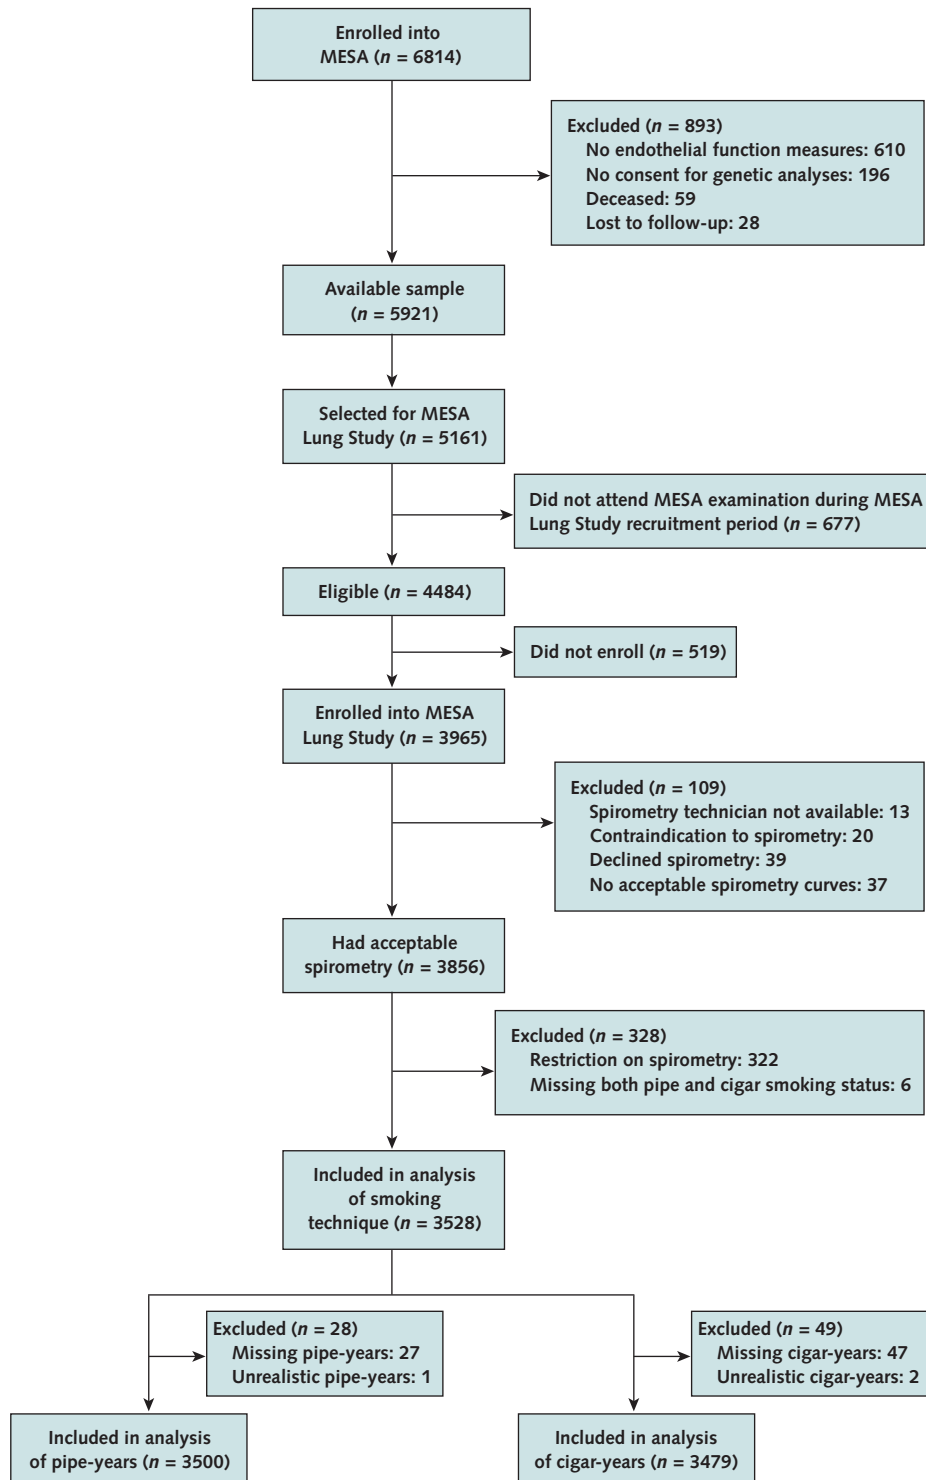 Enrolled into
MESA (n = 6814)
Excluded (n = 893)
No endothelial function measures: 610
No consent for genetic analyses: 196
Deceased: 59
Lost to follow-up: 28
Available sample
(n = 5921)
Selected for MESA
Lung Study (n = 5161)
Did not attend MESA examination during MESA
Lung Study recruitment period (n = 677)
Eligible (n = 4484)
Did not enroll (n = 519)
Enrolled into MESA
Lung Study (n = 3965)
Excluded (n = 109)
Spirometry technician not available: 13
Contraindication to spirometry: 20
Declined spirometry: 39
No acceptable spirometry curves: 37
Had acceptable
spirometry (n = 3856)
Excluded (n = 328)
Restriction on spirometry: 322
Missing both pipe and cigar smoking status: 6
Included in analysis
of smoking
technique (n = 3528)
Excluded (n = 28)
Missing pipe-years: 27
Unrealistic pipe-years: 1
Excluded (n = 49)
Missing cigar-years: 47
Unrealistic cigar-years: 2
Included in analysis
of pipe-years (n = 3500)
Included in analysis
of cigar-years (n = 3479)